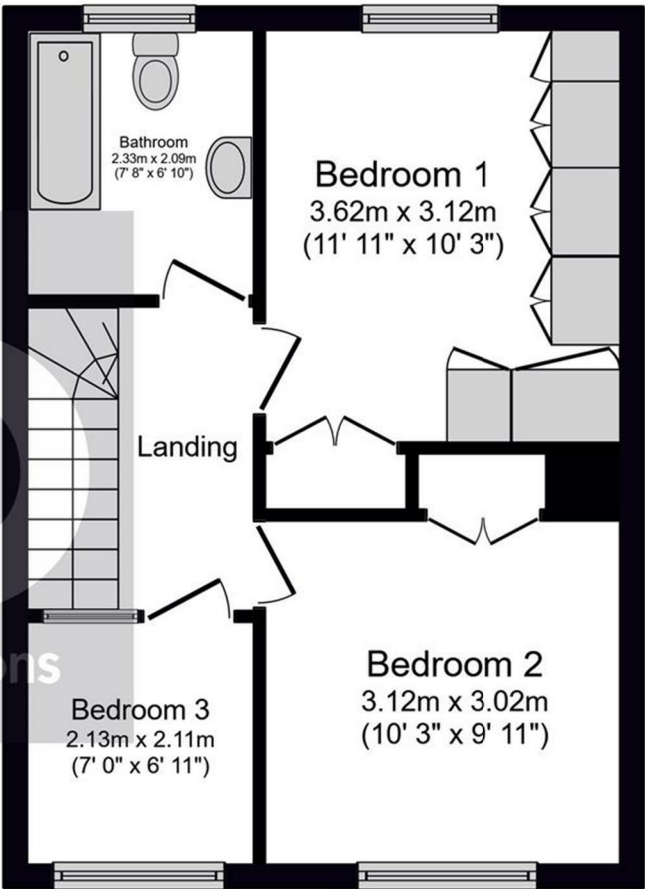 Bathroom
2.33m x 2.09m
(7' 8" x 6' 10")
Bedroom 1
3.62m x 3.12m
(11' 11" x 10' 3")
Landing
Bedroom 2
3.12m x 3.02m
(10' 3" x 9' 11")
Bedroom 3
2.13m x 2.11m
(7' 0" x 6' 11")